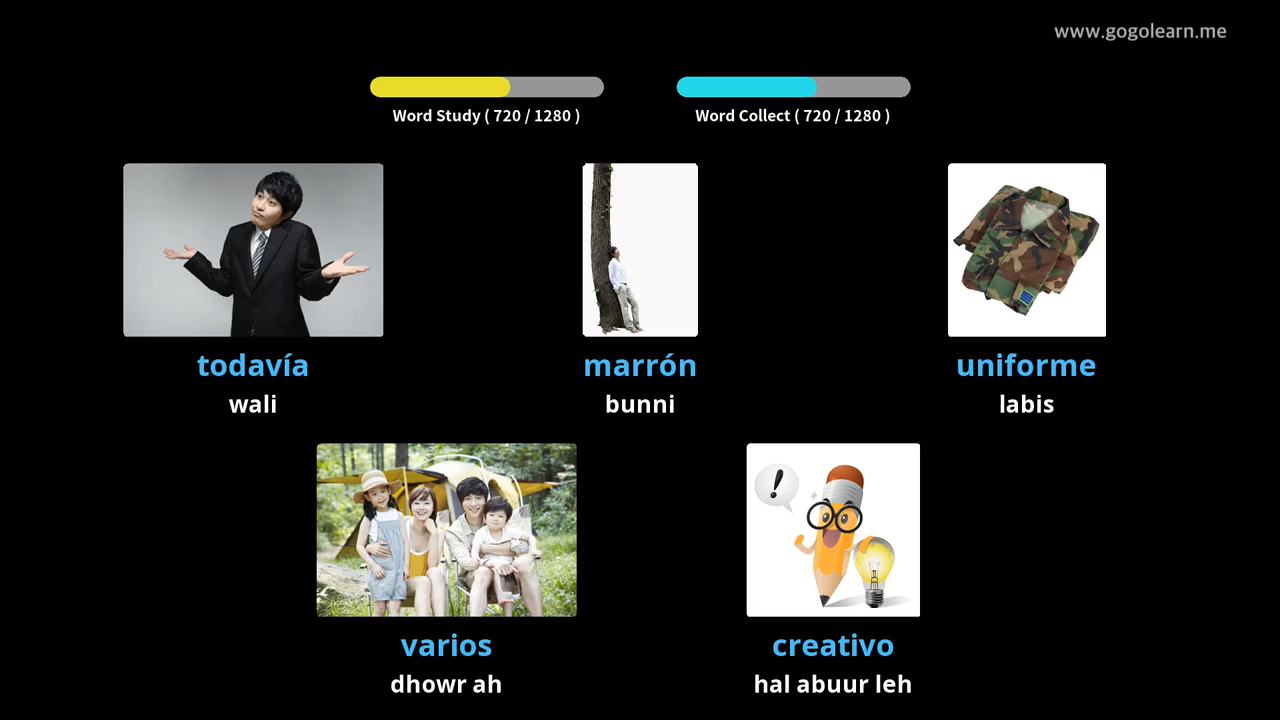 www.gogolearn.me
Word Study ( 720 / 1280 )
Word Collect ( 720 / 1280 )
todavía
wali
marrón
bunni
uniforme
labis
varios
dhowr ah
creativo
hal abuur leh